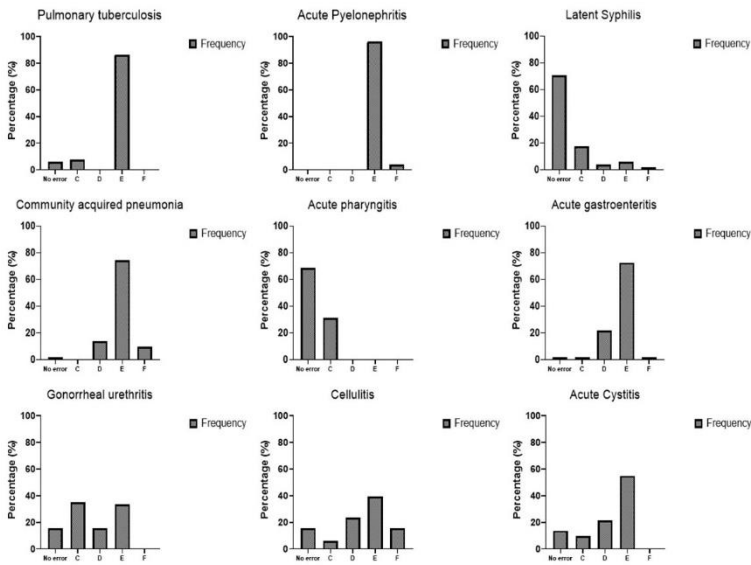 Pulmonary tuberculosis
Percentage (%)
100
80
60
40
20
0
No error C D E F
Frequency
Acute Pyelonephritis
Percentage (%)
100
80
60
40
20
0
No error C D E F
Frequency
Latent Syphilis
Percentage (%)
100
80
60
40
20
0
No error C D E F
Frequency
Community acquired pneumonia
Percentage (%)
100
80
60
40
20
0
No error C D E F
Frequency
Acute pharyngitis
Percentage (%)
100
80
60
40
20
0
No error C D E F
Frequency
Acute gastroenteritis
Percentage (%)
100
80
60
40
20
0
No error C D E F
Frequency
Gonorrheal urethritis
Percentage (%)
100
80
60
40
20
0
No error C D E F
Frequency
Cellulitis
Percentage (%)
100
80
60
40
20
0
No error C D E F
Frequency
Acute Cystitis
Percentage (%)
100
80
60
40
20
0
No error C D E F
Frequency